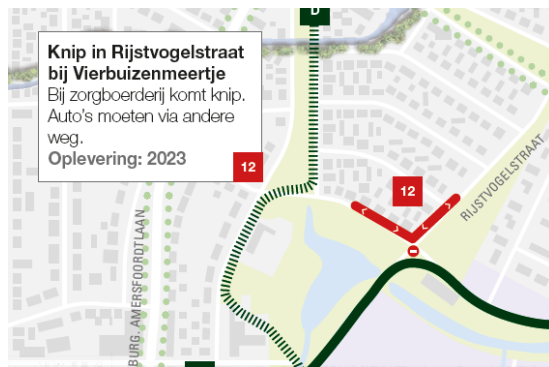 D
Knip in Rijstvogelstraat
bij Vierbuizenmeertje
Bij zorgboerderij komt knip.
Auto's moeten via andere
weg.
Oplevering: 2023
12
12
RIJSTVOGELSTRAAT
BURG. AMERSFOORDTLAAN